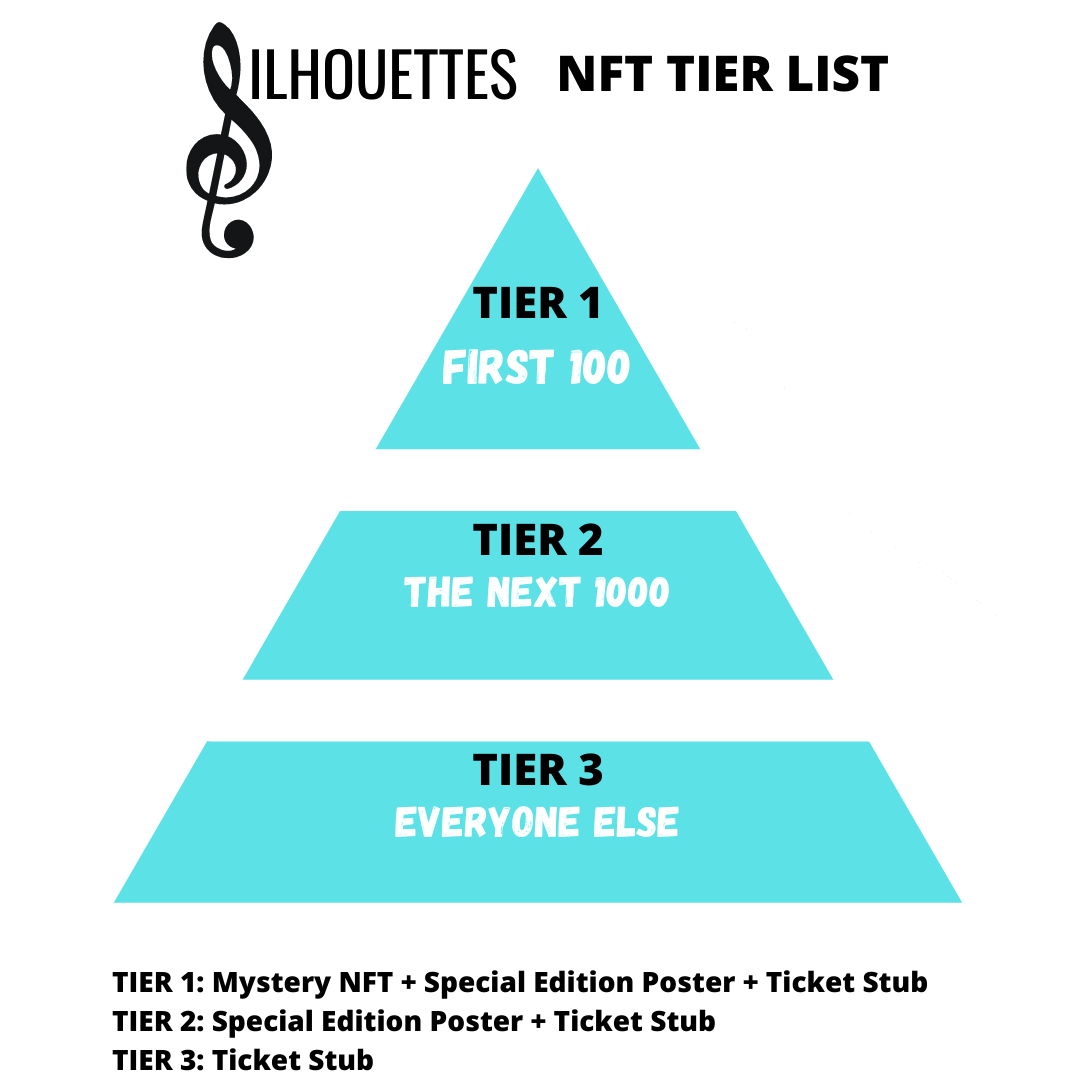 SILHOUETTES NFT TIER LIST
TIER 1
FIRST 100
TIER 2
THE NEXT 1000
TIER 3
EVERYONE ELSE
TIER 1: Mystery NFT + Special Edition Poster + Ticket Stub
TIER 2: Special Edition Poster + Ticket Stub
TIER 3: Ticket Stub